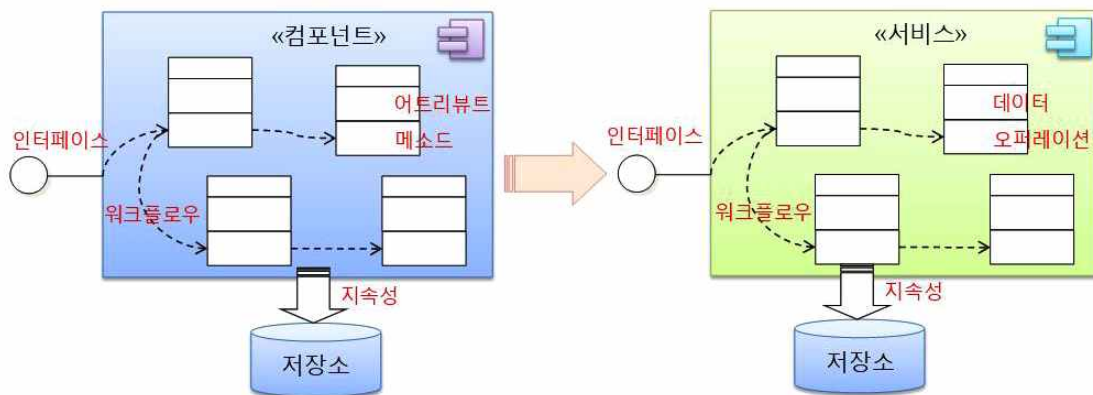 «컴포넌트»
어트리뷰트
인터페이스
메소드
워크플로우
지속성
저장소
«서비스»
데이터
인터페이스
오퍼레이션
워크플로우
지속성
저장소